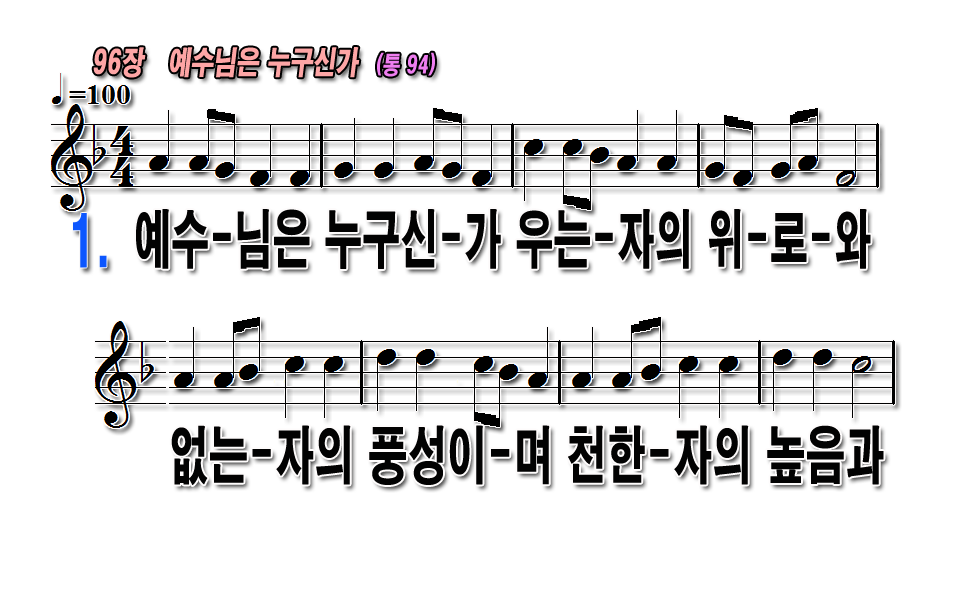 96장 예수님은 누구신가 (통 94)
♩=100
4
4
1. 예수-님은 누구신-가 우는-자의 위-로-와
없는-자의 풍성이-며 천한-자의 높음과